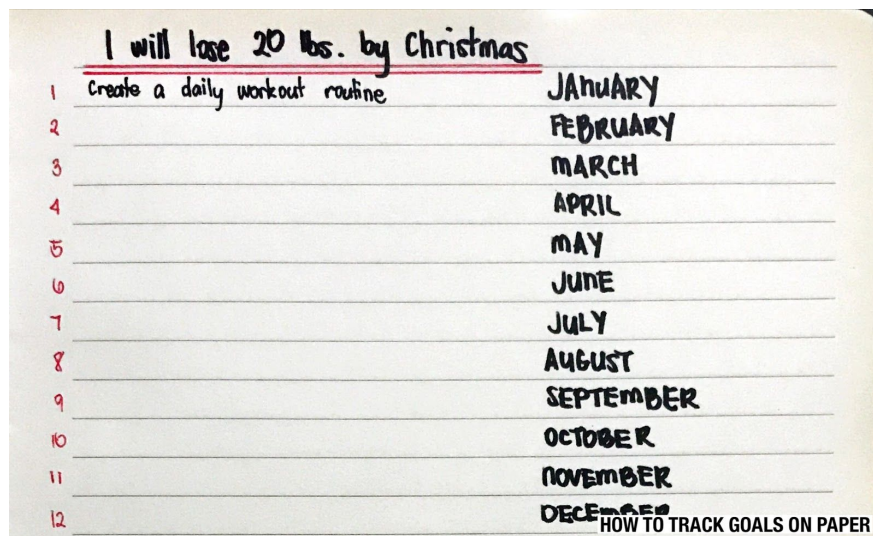 I will lose 20 lbs. by Christmas
1 Create a daily workout routine JANUARY
2 FEBRUARY
3 MARCH
4 APRIL
5 MAY
6 JUNE
7 JULY
8 AUGUST
9 SEPTEMBER
10 OCTOBER
11 NOVEMBER
12 DECEMBER
HOW TO TRACK GOALS ON PAPER